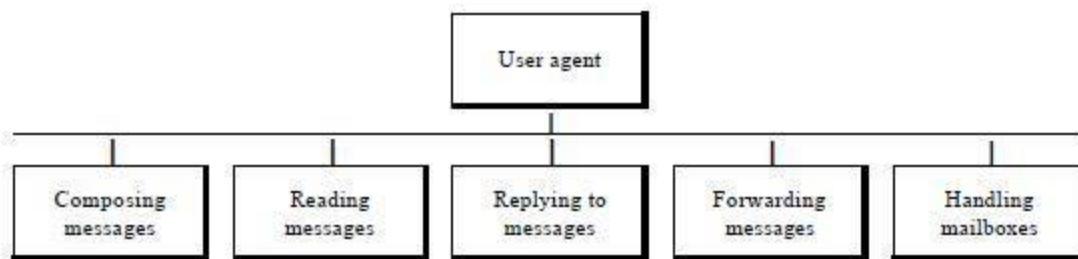 User agent
Composing
messages
Reading
messages
Replying to
messages
Forwarding
messages
Handling
mailboxes